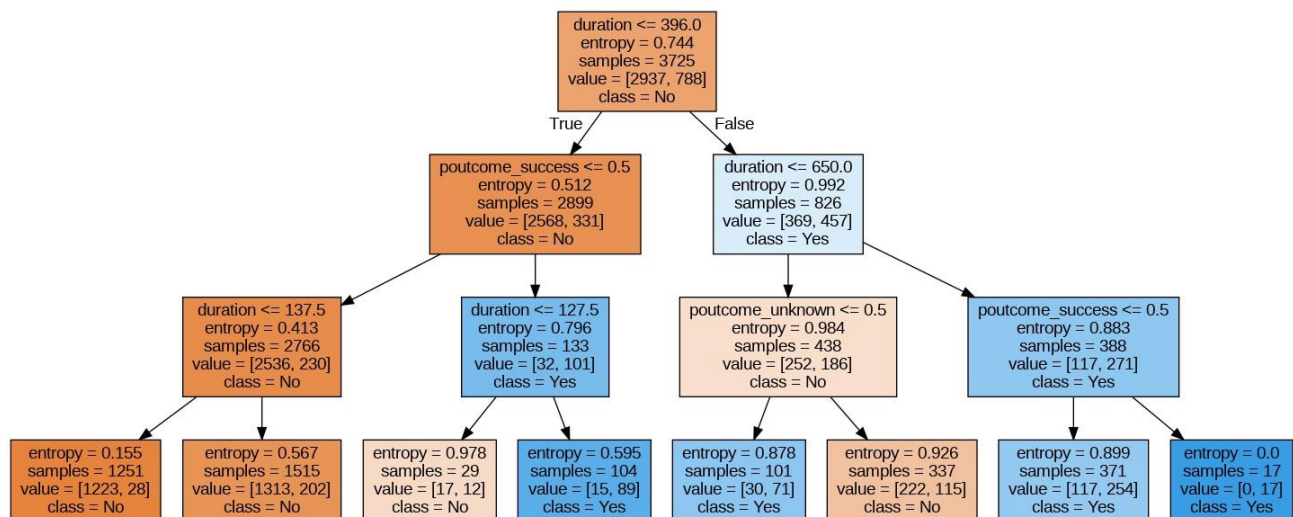 duration <= 396.0
entropy = 0.744
samples = 3725
value = [2937, 788]
class = No
True
False
poutcome_success <= 0.5
entropy = 0.512
samples = 2899
value = [2568, 331]
class = No
duration <= 650.0
entropy = 0.992
samples = 826
value = [369, 457]
class = Yes
duration <= 137.5
entropy = 0.413
samples = 2766
value = [2536, 230]
class = No
duration <= 127.5
entropy = 0.796
samples = 133
value = [32, 101]
class = Yes
poutcome_unknown <= 0.5
entropy = 0.984
samples = 438
value = [252, 186]
class = No
poutcome_success <= 0.5
entropy = 0.883
samples = 388
value = [117, 271]
class = Yes
entropy = 0.155
samples = 1251
value = [1223, 28]
class = No
entropy = 0.567
samples = 1515
value = [1313, 202]
class = No
entropy = 0.978
samples = 29
value = [17, 12]
class = No
entropy = 0.595
samples = 104
value = [15, 89]
class = Yes
entropy = 0.878
samples = 101
value = [30, 71]
class = Yes
entropy = 0.926
samples = 337
value = [222, 115]
class = No
entropy = 0.899
samples = 371
value = [117, 254]
class = Yes
entropy = 0.0
samples = 17
value = [0, 17]
class = Yes